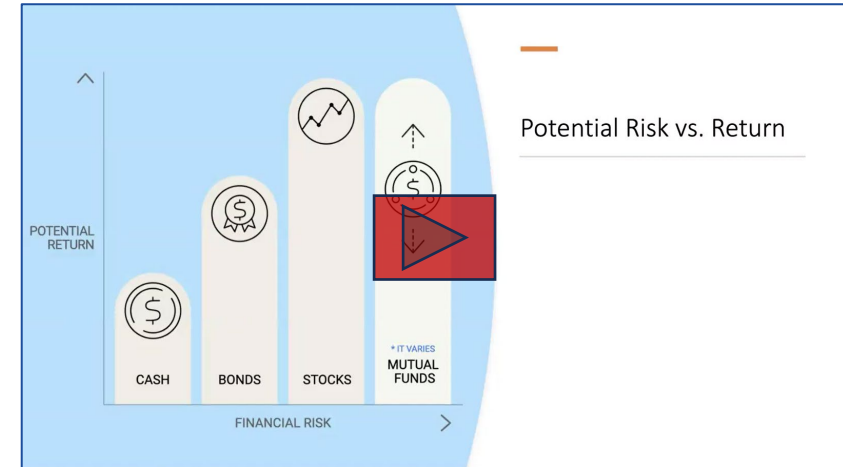 Potential Risk vs. Return
POTENTIAL
RETURN
$
$
$
* IT VARIES
CASH
BONDS
STOCKS
MUTUAL
FUNDS
FINANCIAL RISK